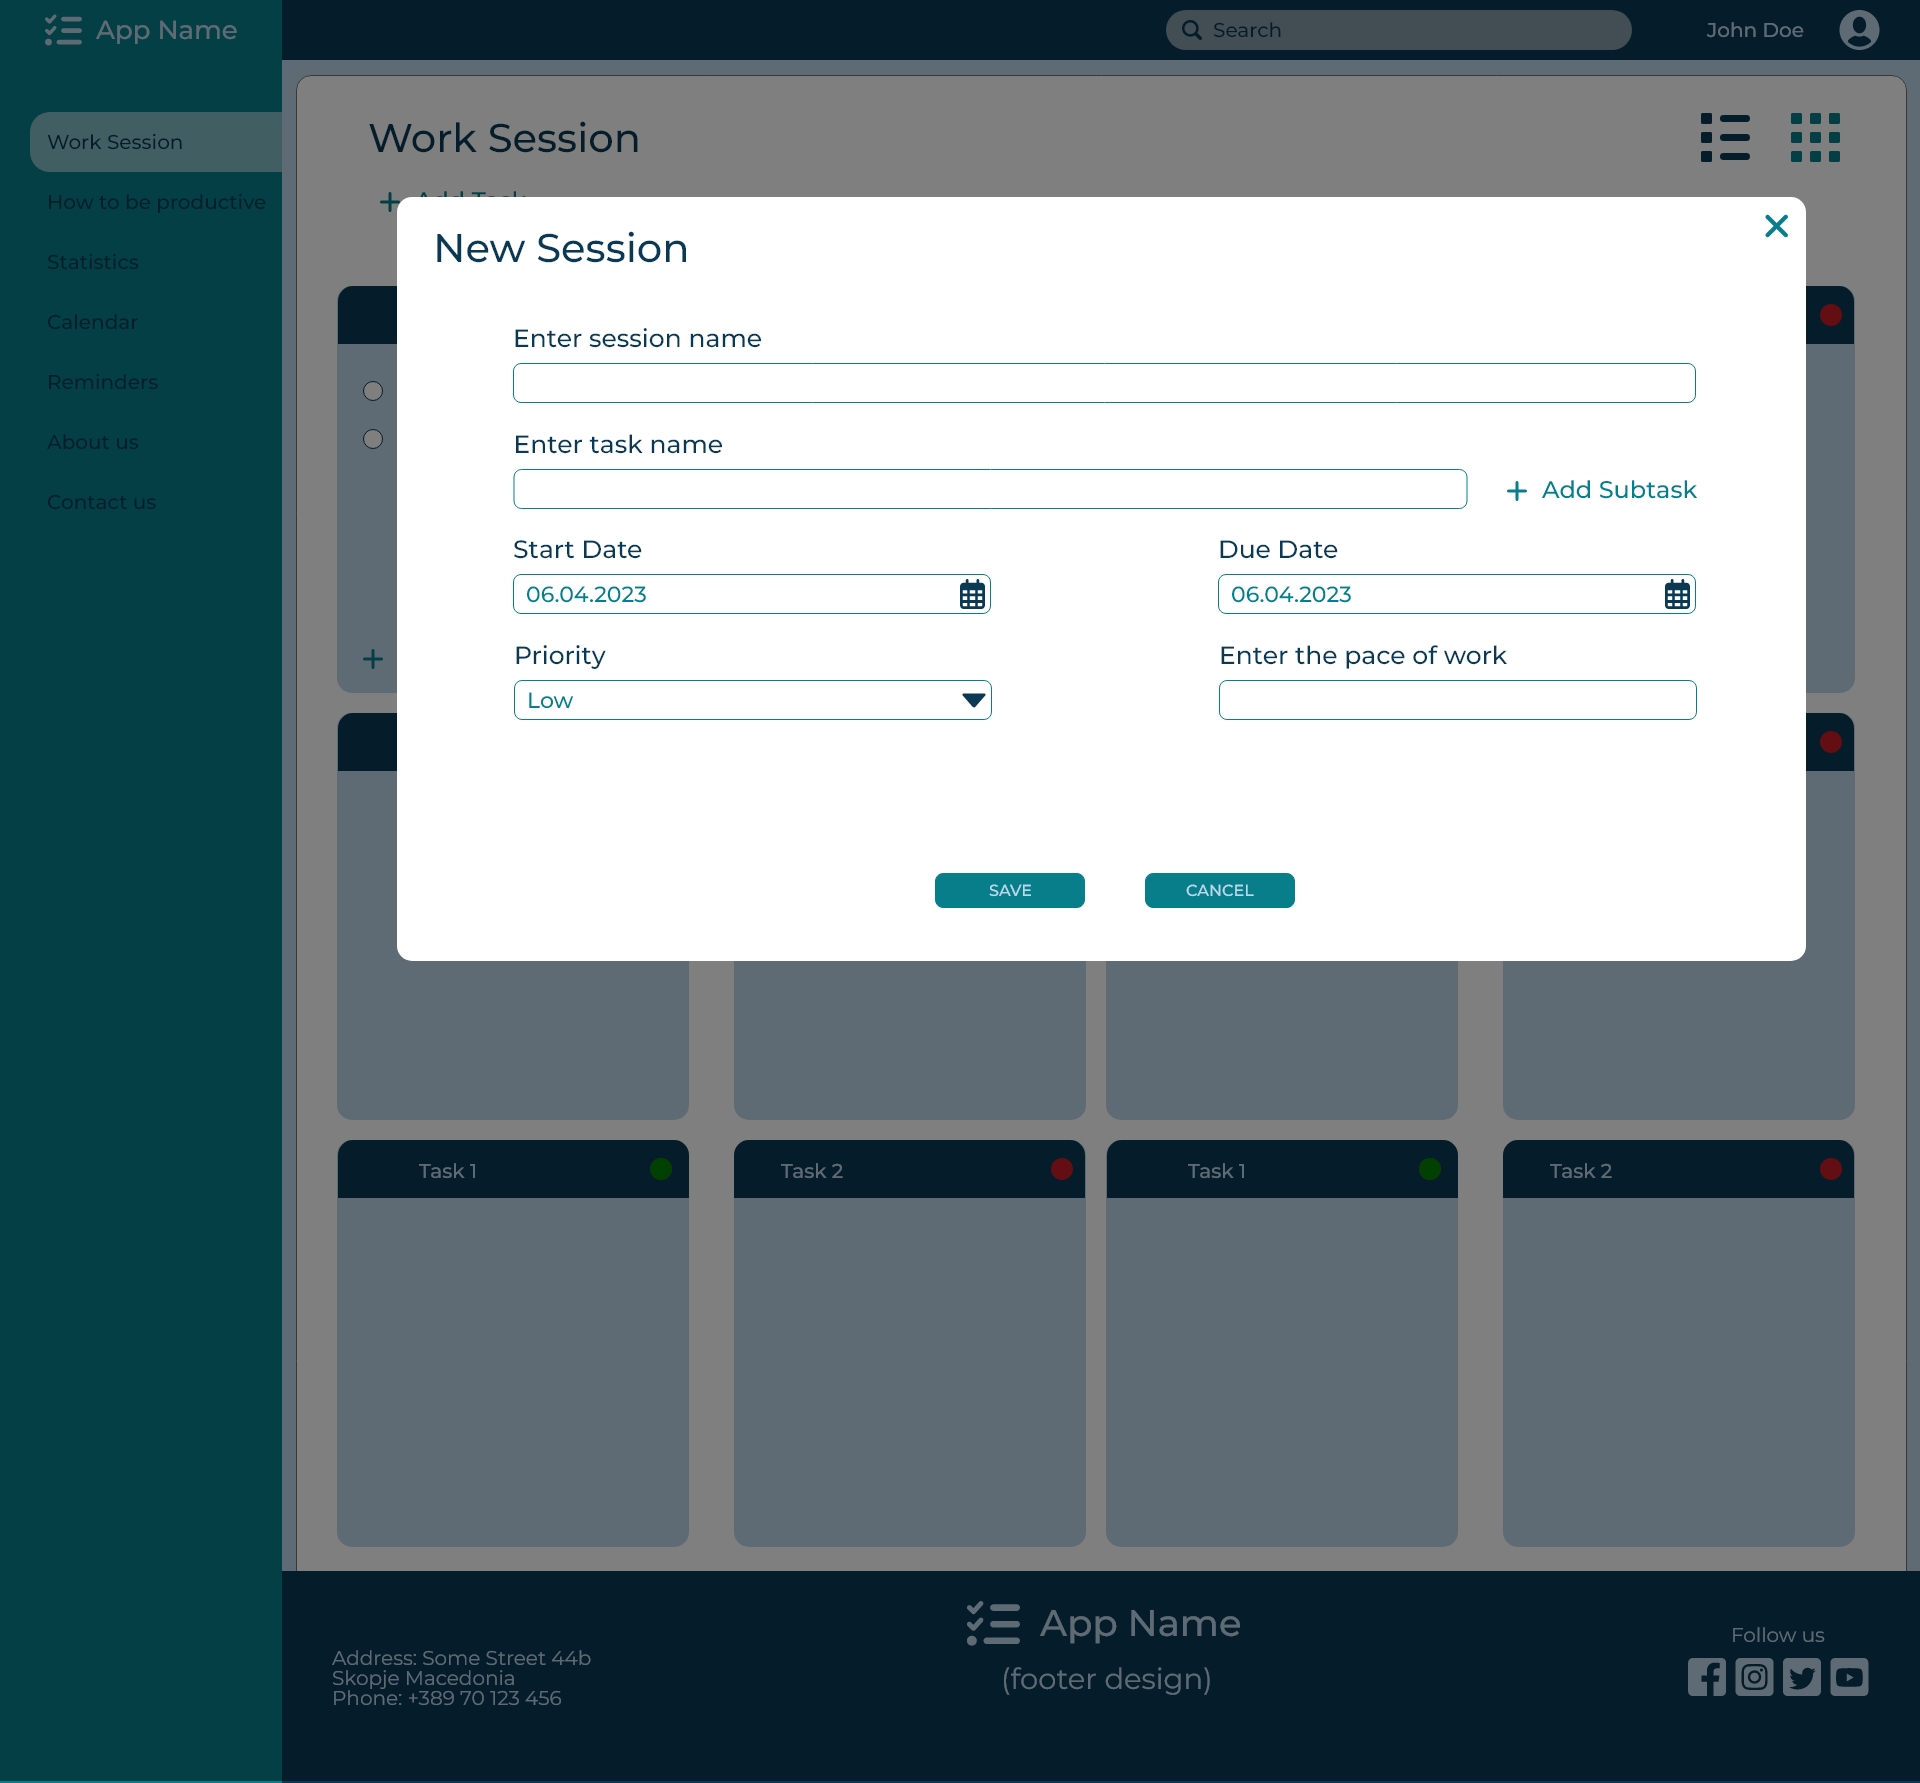 App Name
Search
John Doe
Work Session
How to be productive
Statistics
Calendar
Reminders
About us
Contact us
Work Session
Add Task
New Session
Enter session name
Enter task name
Add Subtask
Start Date
Due Date
06.04.2023
06.04.2023
Priority
Enter the pace of work
Low
SAVE
CANCEL
Task 1
Task 2
Task 1
Task 2
Address: Some Street 44b
Skopje Macedonia
Phone: +389 70 123 456
App Name
(footer design)
Follow us